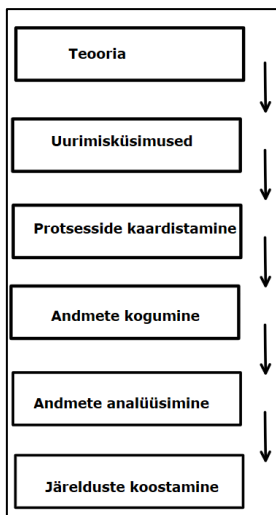 Teooria
Uurimisküsimused
Protsesside kaardistamine
Andmete kogumine
Andmete analüüsimine
Järelduste koostamine